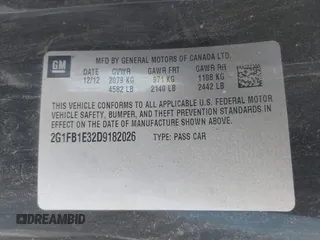 GM
MFD BY GENERAL MOTORS OF CANADA LTD.
DATE GVWR GAWR FRT GAWR RR
12/12 2079 KG 971 KG 1108 KG
4582 LB 2140 LB 2442 LB
THIS VEHICLE CONFORMS TO ALL APPLICABLE U.S. FEDERAL MOTOR
VEHICLE SAFETY, BUMPER, AND THEFT PREVENTION STANDARDS IN
EFFECT ON THE DATE OF MANUFACTURE SHOWN ABOVE.
2G1FB1E32D9182026 TYPE: PASS CAR
DREAMBID